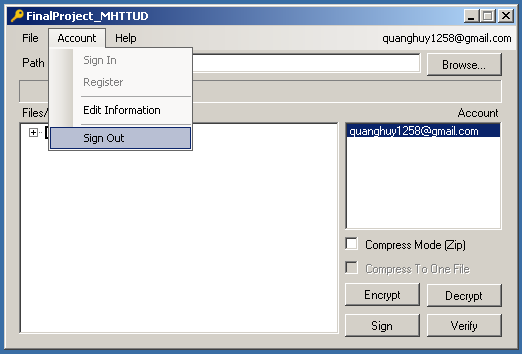 FinalProject_MHTTUD
File Account Help quanghuy1258@gmail.com
Path Browse...
Sign In
Register
Edit Information
Sign Out
Files/ Account
quanghuy1258@gmail.com
Compress Mode (Zip)
Compress To One File
Encrypt Decrypt
Sign Verify